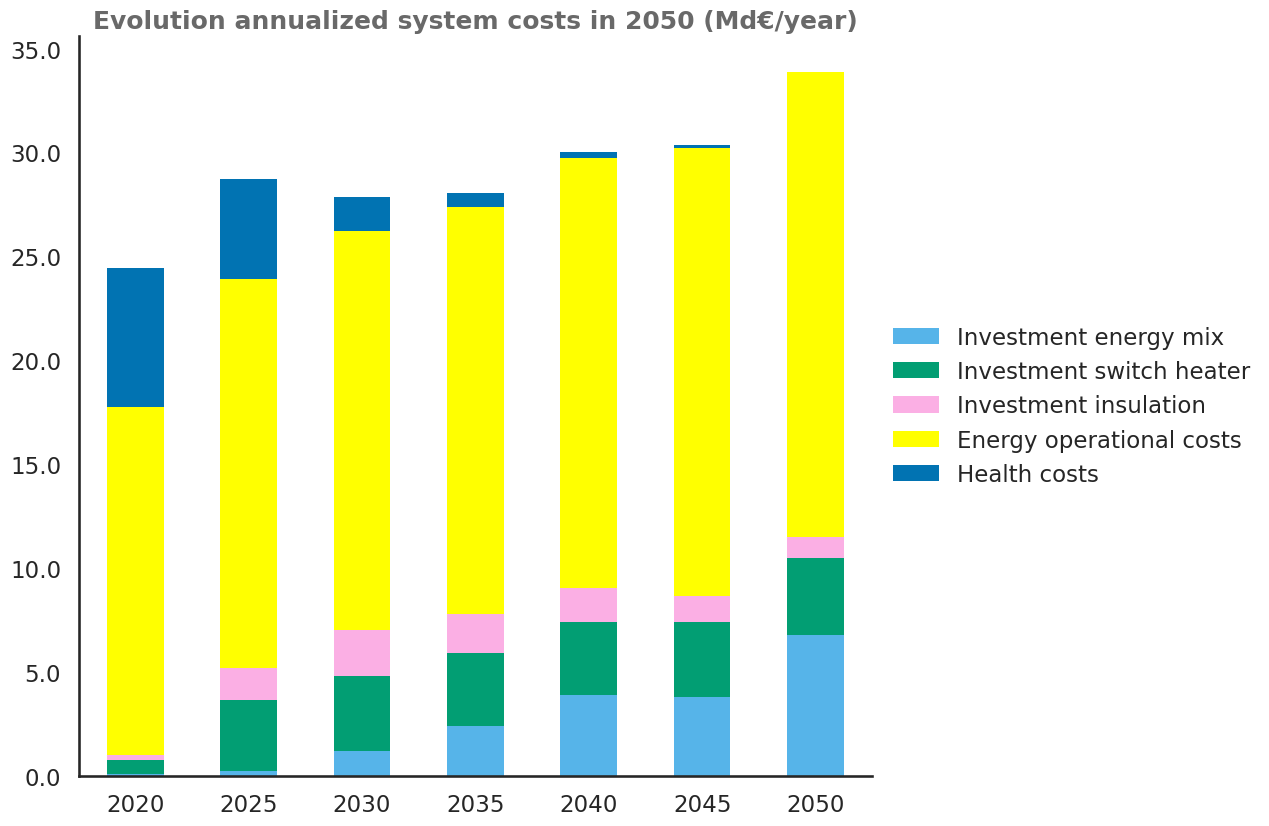 Evolution annualized system costs in 2050 (Md€/year)
35.0
30.0
25.0
20.0
15.0
10.0
5.0
0.0
2020 2025 2030 2035 2040 2045 2050
Investment energy mix
Investment switch heater
Investment insulation
Energy operational costs
Health costs